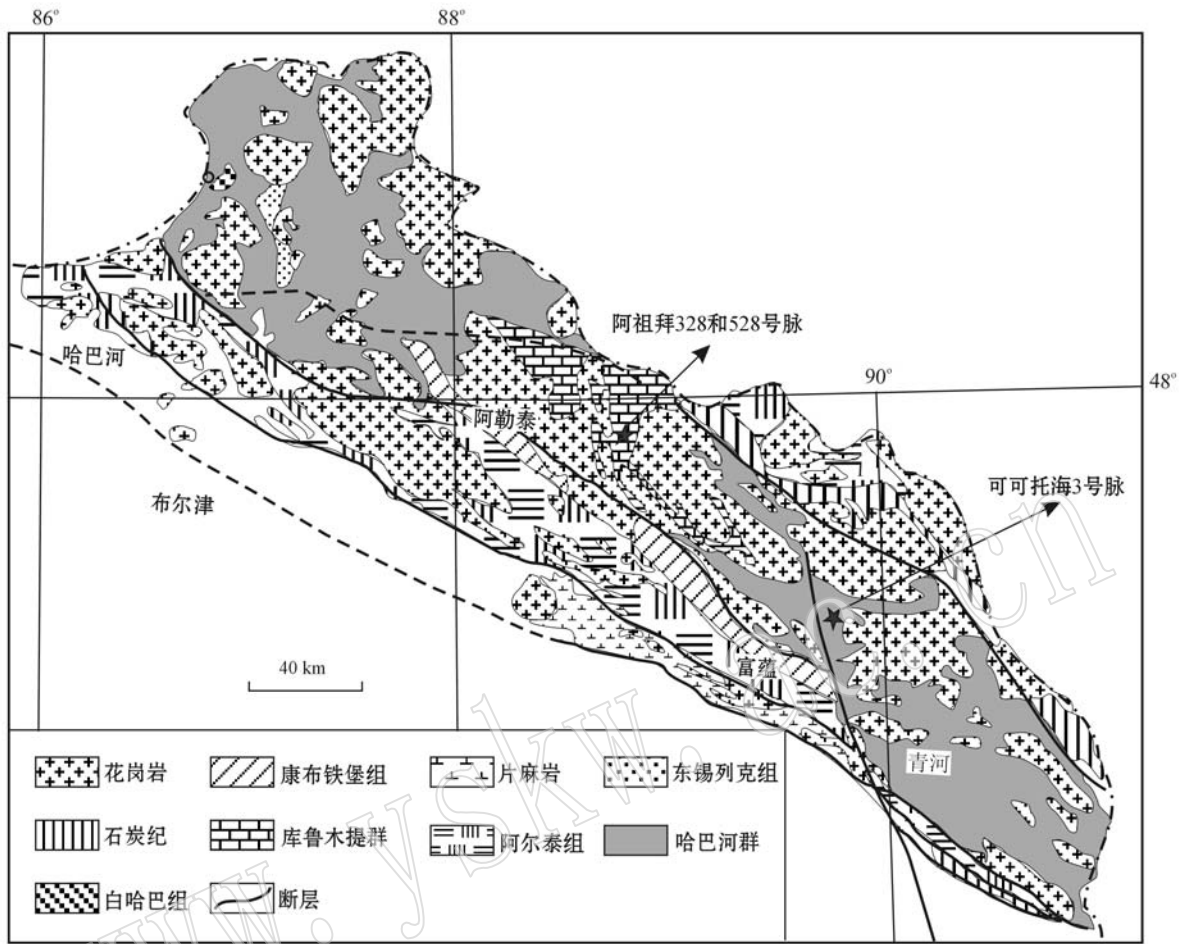 86°
88°
阿祖拜328和528号脉
90°
48°
哈巴河
阿勒泰
可可托海3号脉
布尔津
40 km
富蕴
青河
花岗岩
康布铁堡组
片麻岩
东锡列克组
石炭纪
库鲁木提群
阿尔泰组
哈巴河群
白哈巴组
断层
www.yskw.ac.cn